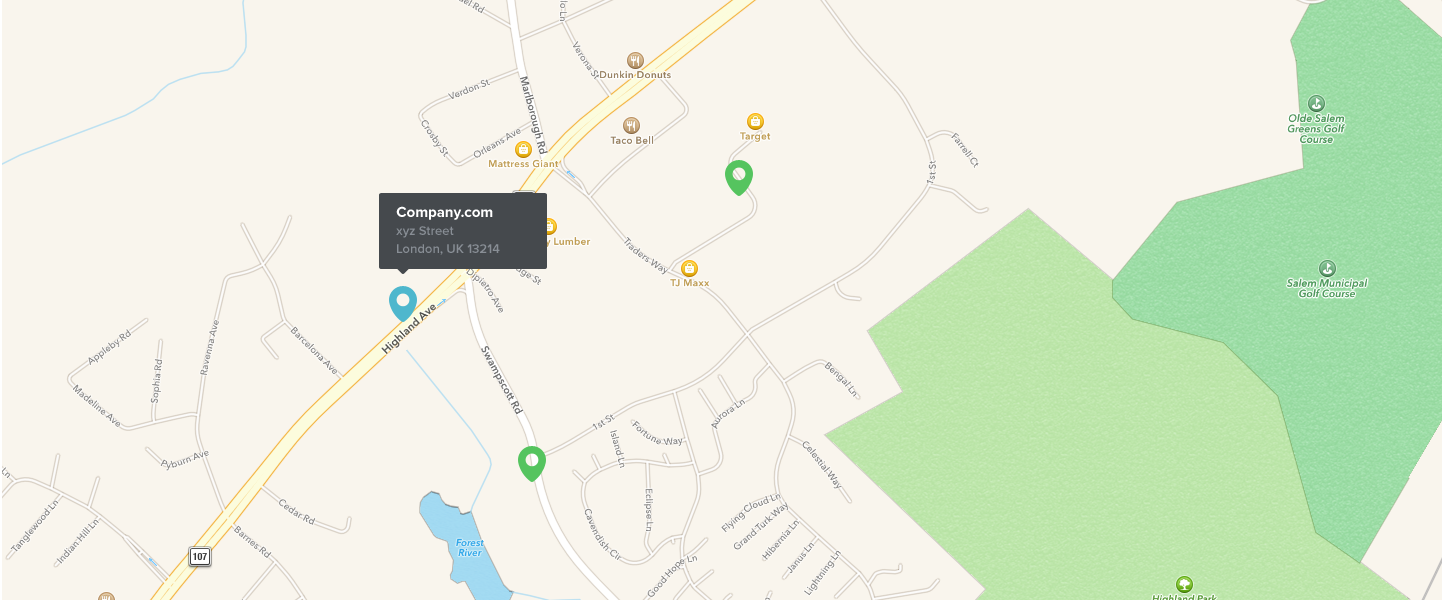 Verona S
Dunkin Donuts
Verdon St
Marlborough Rd
Crosby St
Orleans Ave
Taco Bell
Target
Mattress Giant
Farrell Ct
1st St
Olde Salem
Greens Golf
Course
Company.com
xyz Street
London, UK 13214
y Lumber
Traders Way
TJ Maxx
Dipietro Ave
Salem Municipal
Golf Course
Highland Ave
Appleby Rd
Sophia Rd
Ravenna Ave
Barcelona Ave
Madeline Ave
Swampscott Rd
Bengal Ln
Aurora Ln
1st St
Fortune Way
Island Ln
Pyburn Ave
Celestial Way
Ln
Tanglewood Ln
Indian Hill Ln
Cedar Rd
Barnes Rd
107
Forest
River
Eclipse Ln
Cavendish Cir
Good Hope Ln
Flying Cloud Ln
Grand Turk Way
Hibernia Ln
Janus Ln
Lightning Ln
Highland Park